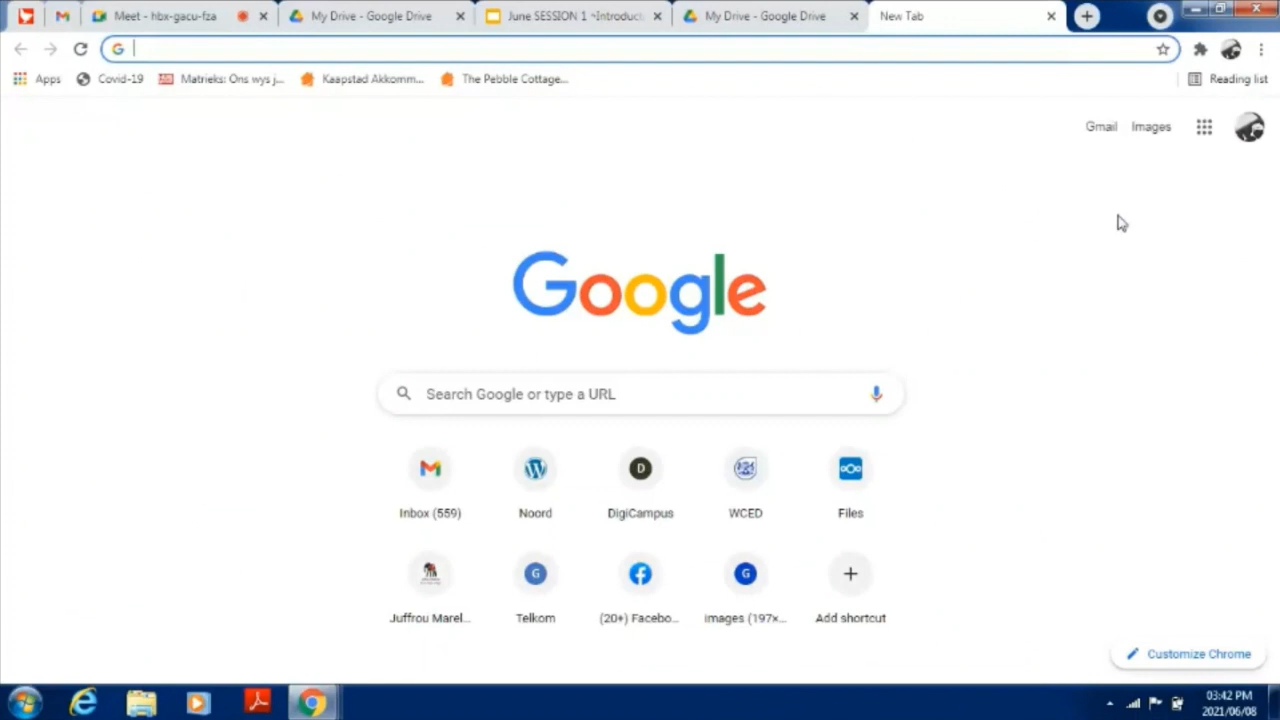 Meet - hbx-gacu-fza
My Drive - Google Drive
June SESSION 1 ~Introduct
My Drive - Google Drive
New Tab
Apps
Covid-19
Matrieks: Ons wys j...
Kaapstad Akkomm...
The Pebble Cottage...
Reading list
Gmail
Images
Google
Search Google or type a URL
D
Inbox (559)
Noord
DigiCampus
WCED
Files
G
G
Juffrou Marel...
Telkom
(20+) Facebo...
images (197×...
Add shortcut
Customize Chrome
03:42 PM
2021/06/08